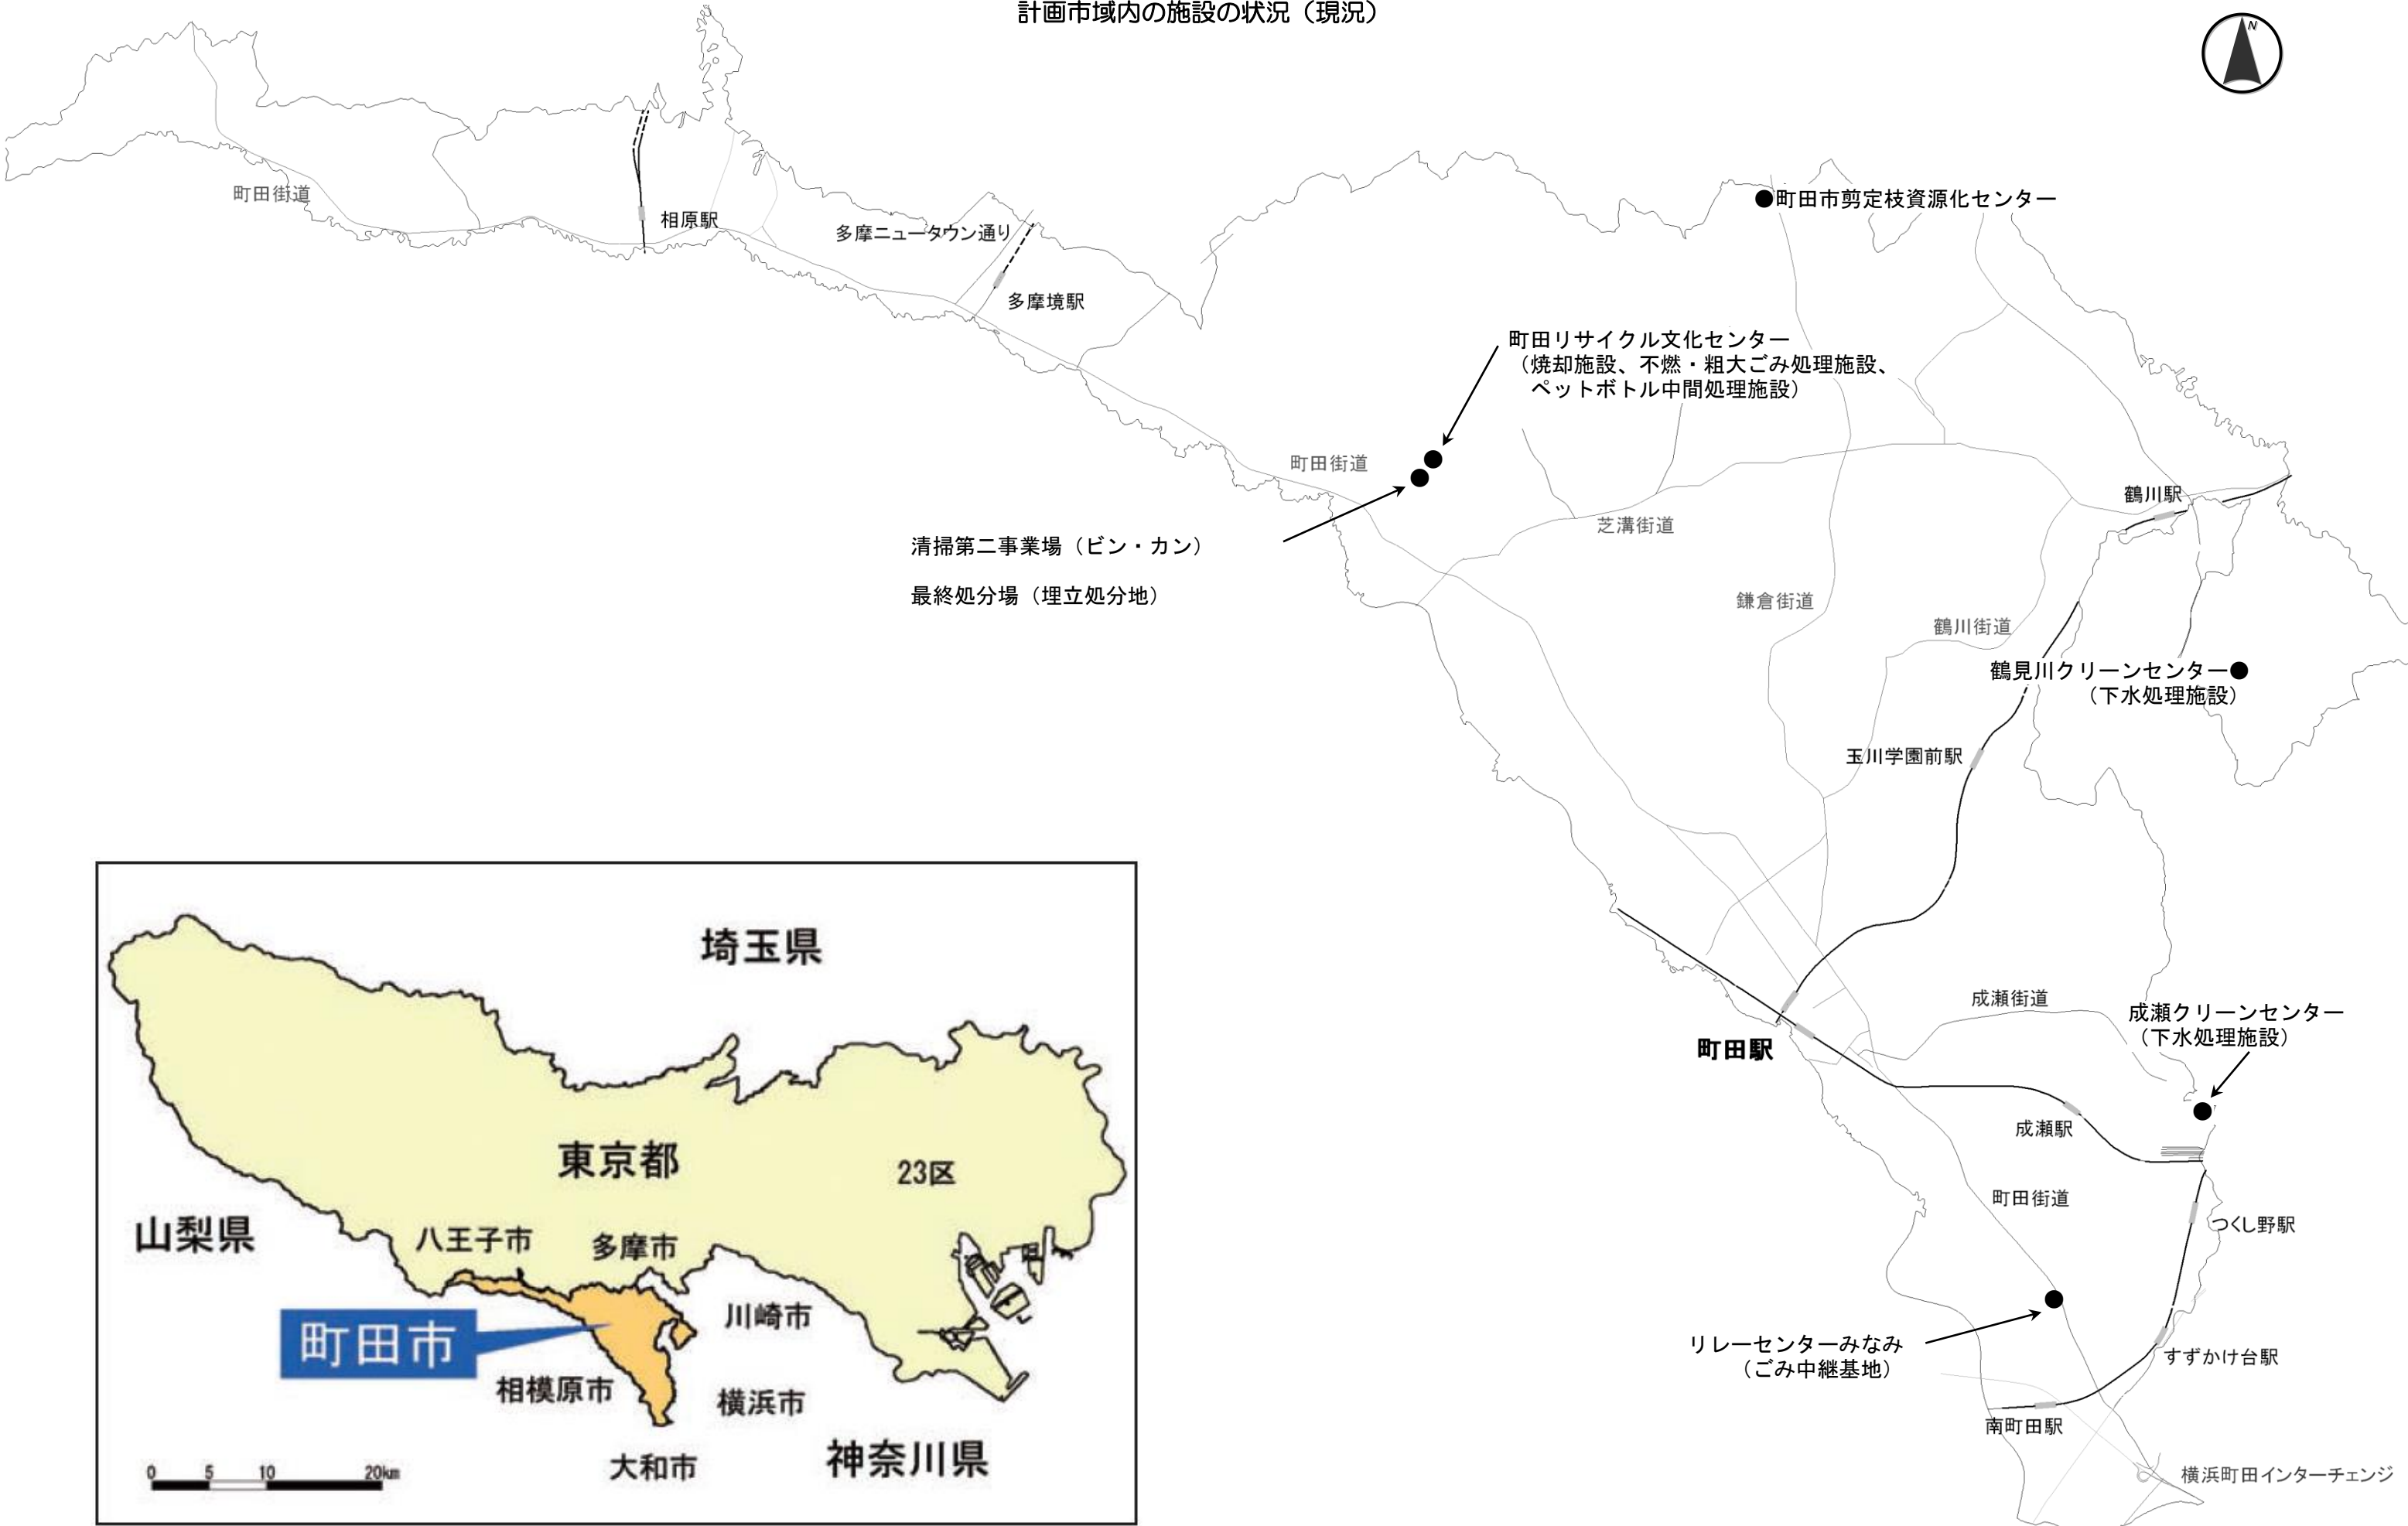 計画市域内の施設の状況（現況）
N
町田街道
相原駅
多摩ニュータウン通り
多摩境駅
町田市剪定枝資源化センター
町田リサイクル文化センター
（焼却施設、不燃・粗大ごみ処理施設、
ペットボトル中間処理施設）
町田街道
清掃第二事業場（ビン・カン）
最終処分場（埋立処分地）
芝溝街道
鶴川駅
鎌倉街道
鶴川街道
鶴見川クリーンセンター
（下水処理施設）
玉川学園前駅
町田駅
成瀬街道
成瀬クリーンセンター
（下水処理施設）
成瀬駅
町田街道
つくし野駅
リレーセンターみなみ
（ごみ中継基地）
すずかけ台駅
南町田駅
横浜町田インターチェンジ
埼玉県
東京都
23区
山梨県
八王子市
多摩市
町田市
川崎市
相模原市
横浜市
大和市
神奈川県
0 5 10 20km